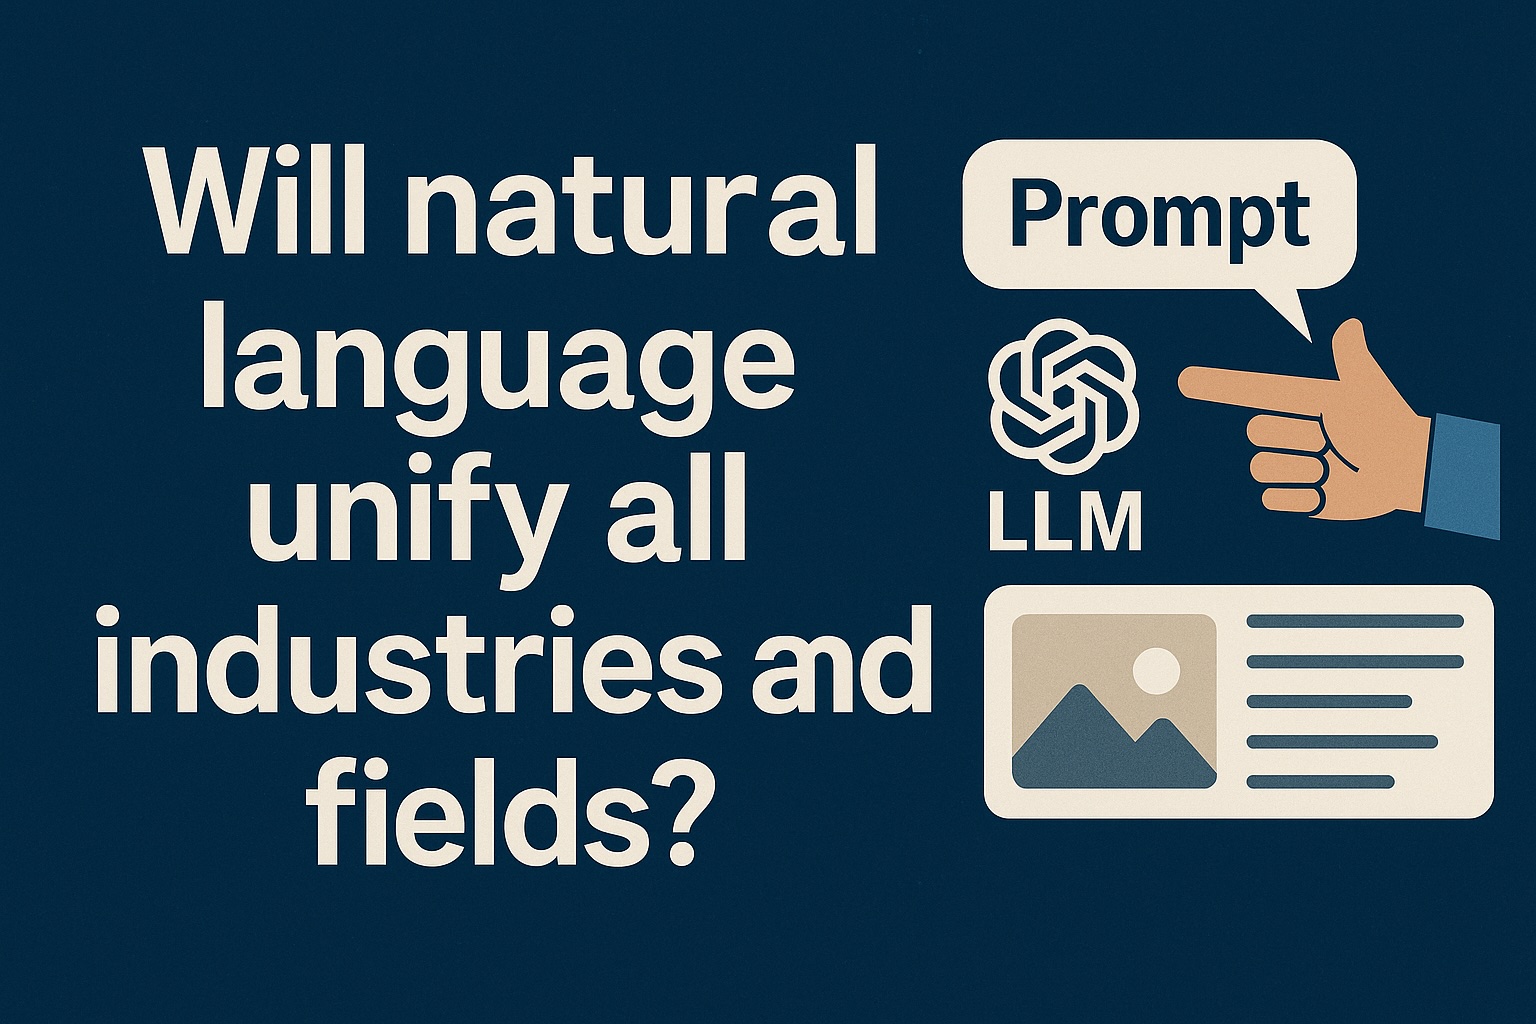 Will natural
language
unify all
industries and
fields?
Prompt
LLM